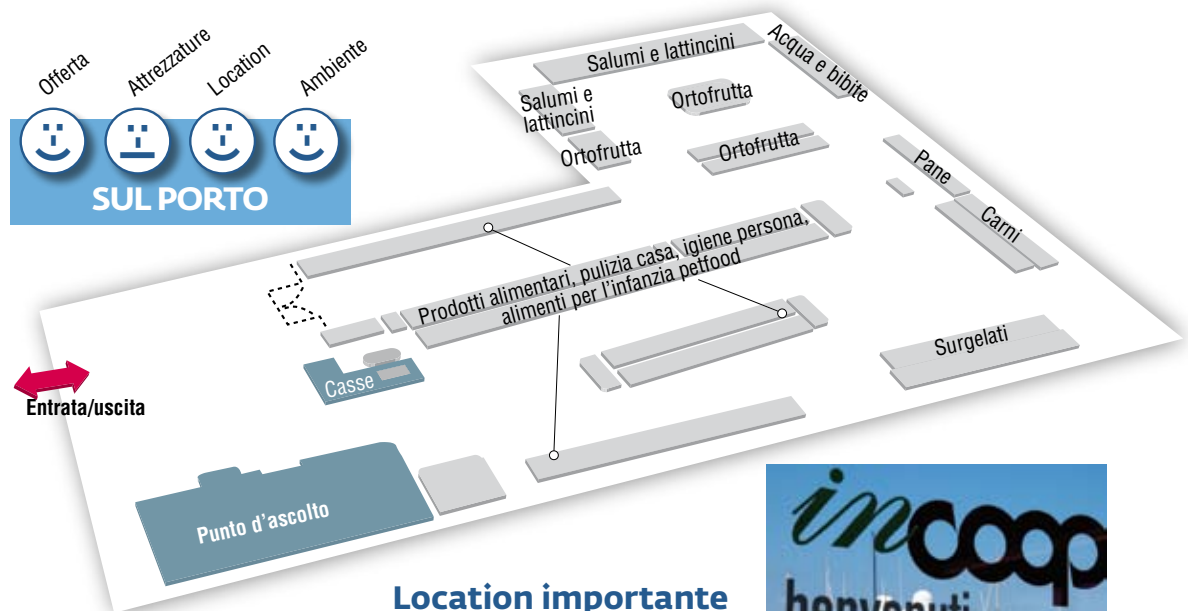 Offerta
Attrezzature
Location
Ambiente
SUL PORTO
Salumi e lattincini
Acqua e bibite
Salumi e
lattincini
Ortofrutta
Ortofrutta
Ortofrutta
Pane
Carni
Prodotti alimentari, pulizia casa, igiene persona,
alimenti per l'infanzia petfood
Surgelati
Casse
Entrata/uscita
Punto d'ascolto
Location importante
incoop
benvenuti